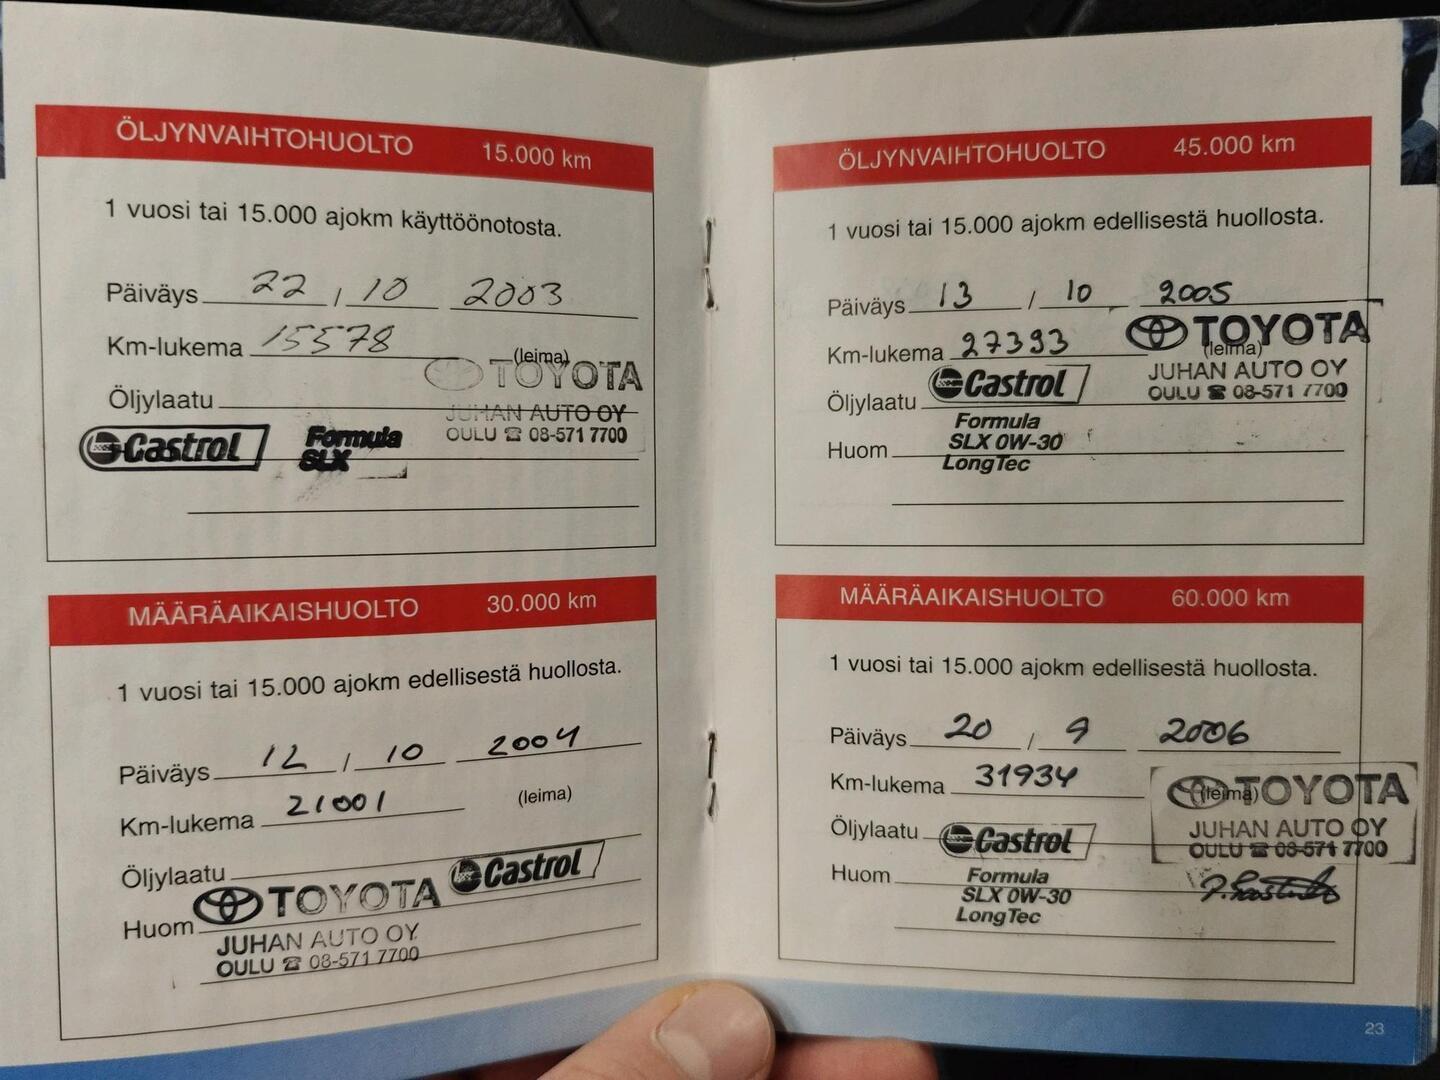 ÖLJYNVAIHTOHUOLTO 15.000 km
1 vuosi tai 15.000 ajokm käyttöönotosta.
Päiväys 22 / 10 2003
Km-lukema 15578 (leima)
TOYOTA
Öljylaatu
JUHAN AUTO OY
OULU ☎ 08-571 7700
Castrol Formula
SLX
MÄÄRÄAIKAISHUOLTO 30.000 km
1 vuosi tai 15.000 ajokm edellisestä huollosta.
Päiväys 12 / 10 2004
Km-lukema 21001 (leima)
Öljylaatu Castrol
Huom TOYOTA
JUHAN AUTO OY
OULU ☎ 08-571 7700
ÖLJYNVAIHTOHUOLTO 45.000 km
1 vuosi tai 15.000 ajokm edellisestä huollosta.
Päiväys 13 / 10 2005
TOYOTA
Km-lukema 27393 (leima)
JUHAN AUTO OY
OULU ☎ 08-571 7700
Öljylaatu Castrol
Formula
Huom SLX 0W-30
LongTec
MÄÄRÄAIKAISHUOLTO 60.000 km
1 vuosi tai 15.000 ajokm edellisestä huollosta.
Päiväys 20 / 9 2006
Km-lukema 31934 (leima)
TOYOTA
JUHAN AUTO OY
OULU ☎ 08-571 7700
Öljylaatu Castrol
Huom Formula
SLX 0W-30
LongTec
23